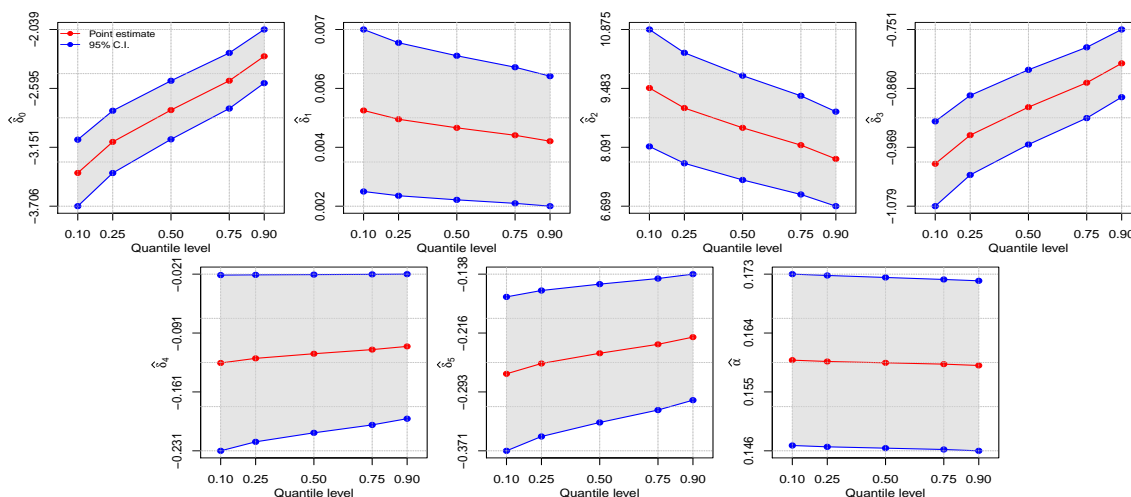 −2.039
−2.595
−3.151
−3.706
δ̂0
Point estimate
95% C.I.
0.10 0.25 0.50 0.75 0.90
Quantile level
0.007
0.006
0.004
0.002
δ̂1
0.10 0.25 0.50 0.75 0.90
Quantile level
10.875
9.483
8.091
6.699
δ̂2
0.10 0.25 0.50 0.75 0.90
Quantile level
−0.751
−0.860
−0.969
−1.079
δ̂3
0.10 0.25 0.50 0.75 0.90
Quantile level
−0.021
−0.091
−0.161
−0.231
δ̂4
0.10 0.25 0.50 0.75 0.90
Quantile level
−0.138
−0.216
−0.293
−0.371
δ̂5
0.10 0.25 0.50 0.75 0.90
Quantile level
0.173
0.164
0.155
0.146
α̂
0.10 0.25 0.50 0.75 0.90
Quantile level